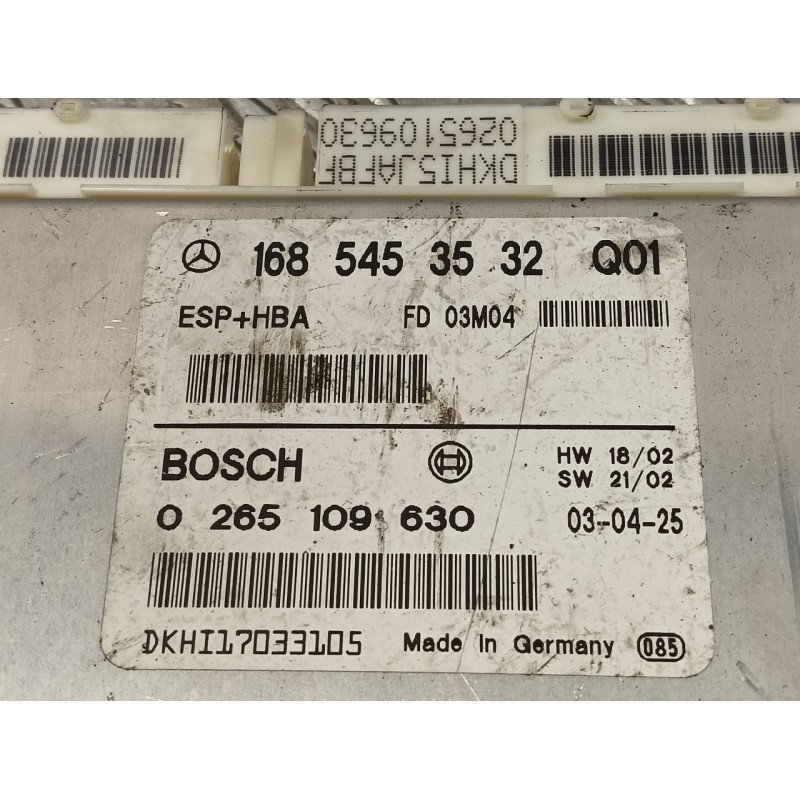 DKHI5JAFBF
0265109630
168 545 35 32 Q01
ESP+HBA FD 03M04
BOSCH
HW 18/02
SW 21/02
0 265 109 630 03-04-25
DKHI17033105 Made in Germany 085